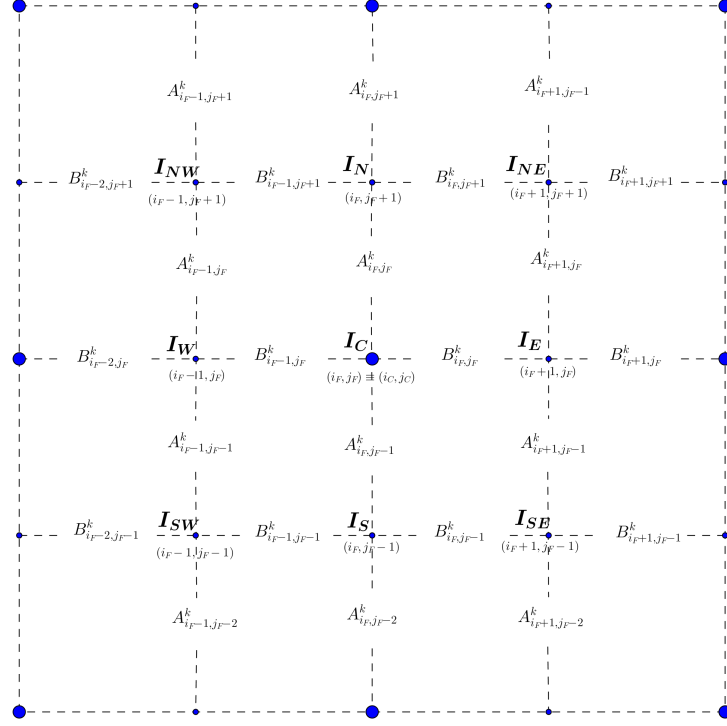 A^k_{i_F−1,j_F+1} A^k_{i_F,j_F+1} A^k_{i_F+1,j_F−1}
B^k_{i_F−2,j_F+1} I_{NW} B^k_{i_F−1,j_F+1} I_N B^k_{i_F,j_F+1} I_{NE} B^k_{i_F+1,j_F+1}
(i_F − 1, j_F + 1) (i_F, j_F + 1) (i_F + 1, j_F + 1)
A^k_{i_F−1,j_F} A^k_{i_F,j_F} A^k_{i_F+1,j_F}
B^k_{i_F−2,j_F} I_W B^k_{i_F−1,j_F} I_C B^k_{i_F,j_F} I_E B^k_{i_F+1,j_F}
(i_F − 1, j_F) (i_F, j_F) ≡ (i_C, j_C) (i_F + 1, j_F)
A^k_{i_F−1,j_F−1} A^k_{i_F,j_F−1} A^k_{i_F+1,j_F−1}
B^k_{i_F−2,j_F−1} I_{SW} B^k_{i_F−1,j_F−1} I_S B^k_{i_F,j_F−1} I_{SE} B^k_{i_F+1,j_F−1}
(i_F − 1, j_F − 1) (i_F, j_F − 1) (i_F + 1, j_F − 1)
A^k_{i_F−1,j_F−2} A^k_{i_F,j_F−2} A^k_{i_F+1,j_F−2}